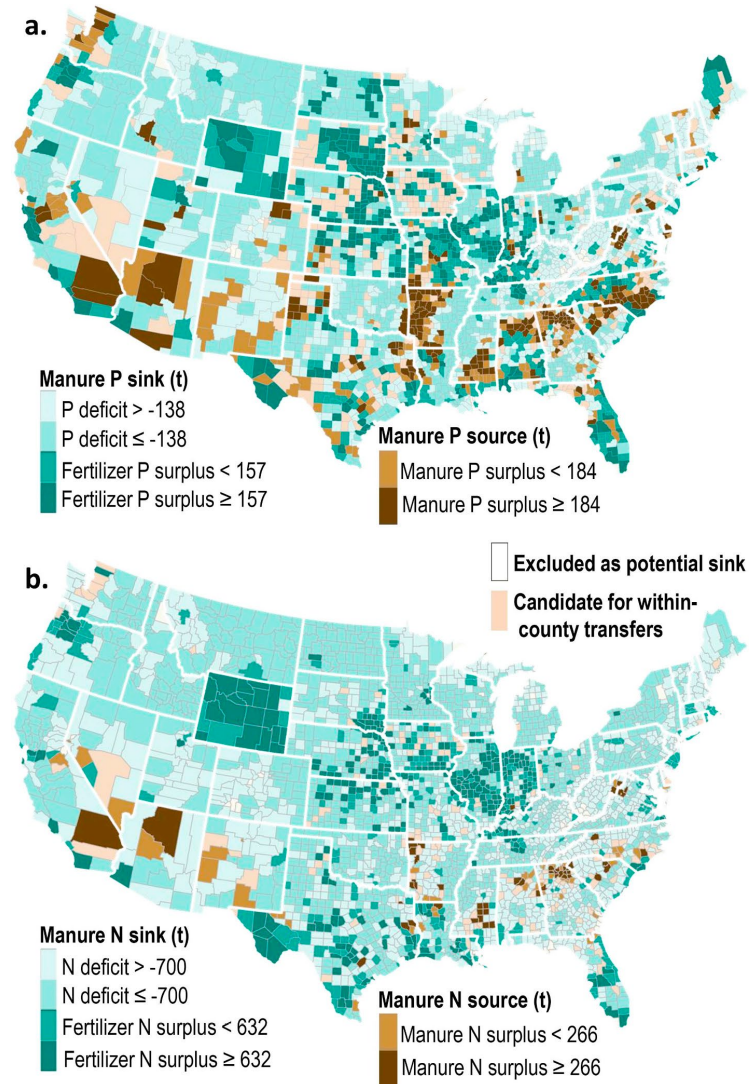 a.
Manure P sink (t)
P deficit > -138
P deficit ≤ -138
Fertilizer P surplus < 157
Fertilizer P surplus ≥ 157
Manure P source (t)
Manure P surplus < 184
Manure P surplus ≥ 184
Excluded as potential sink
Candidate for within-
county transfers
b.
Manure N sink (t)
N deficit > -700
N deficit ≤ -700
Fertilizer N surplus < 632
Fertilizer N surplus ≥ 632
Manure N source (t)
Manure N surplus < 266
Manure N surplus ≥ 266